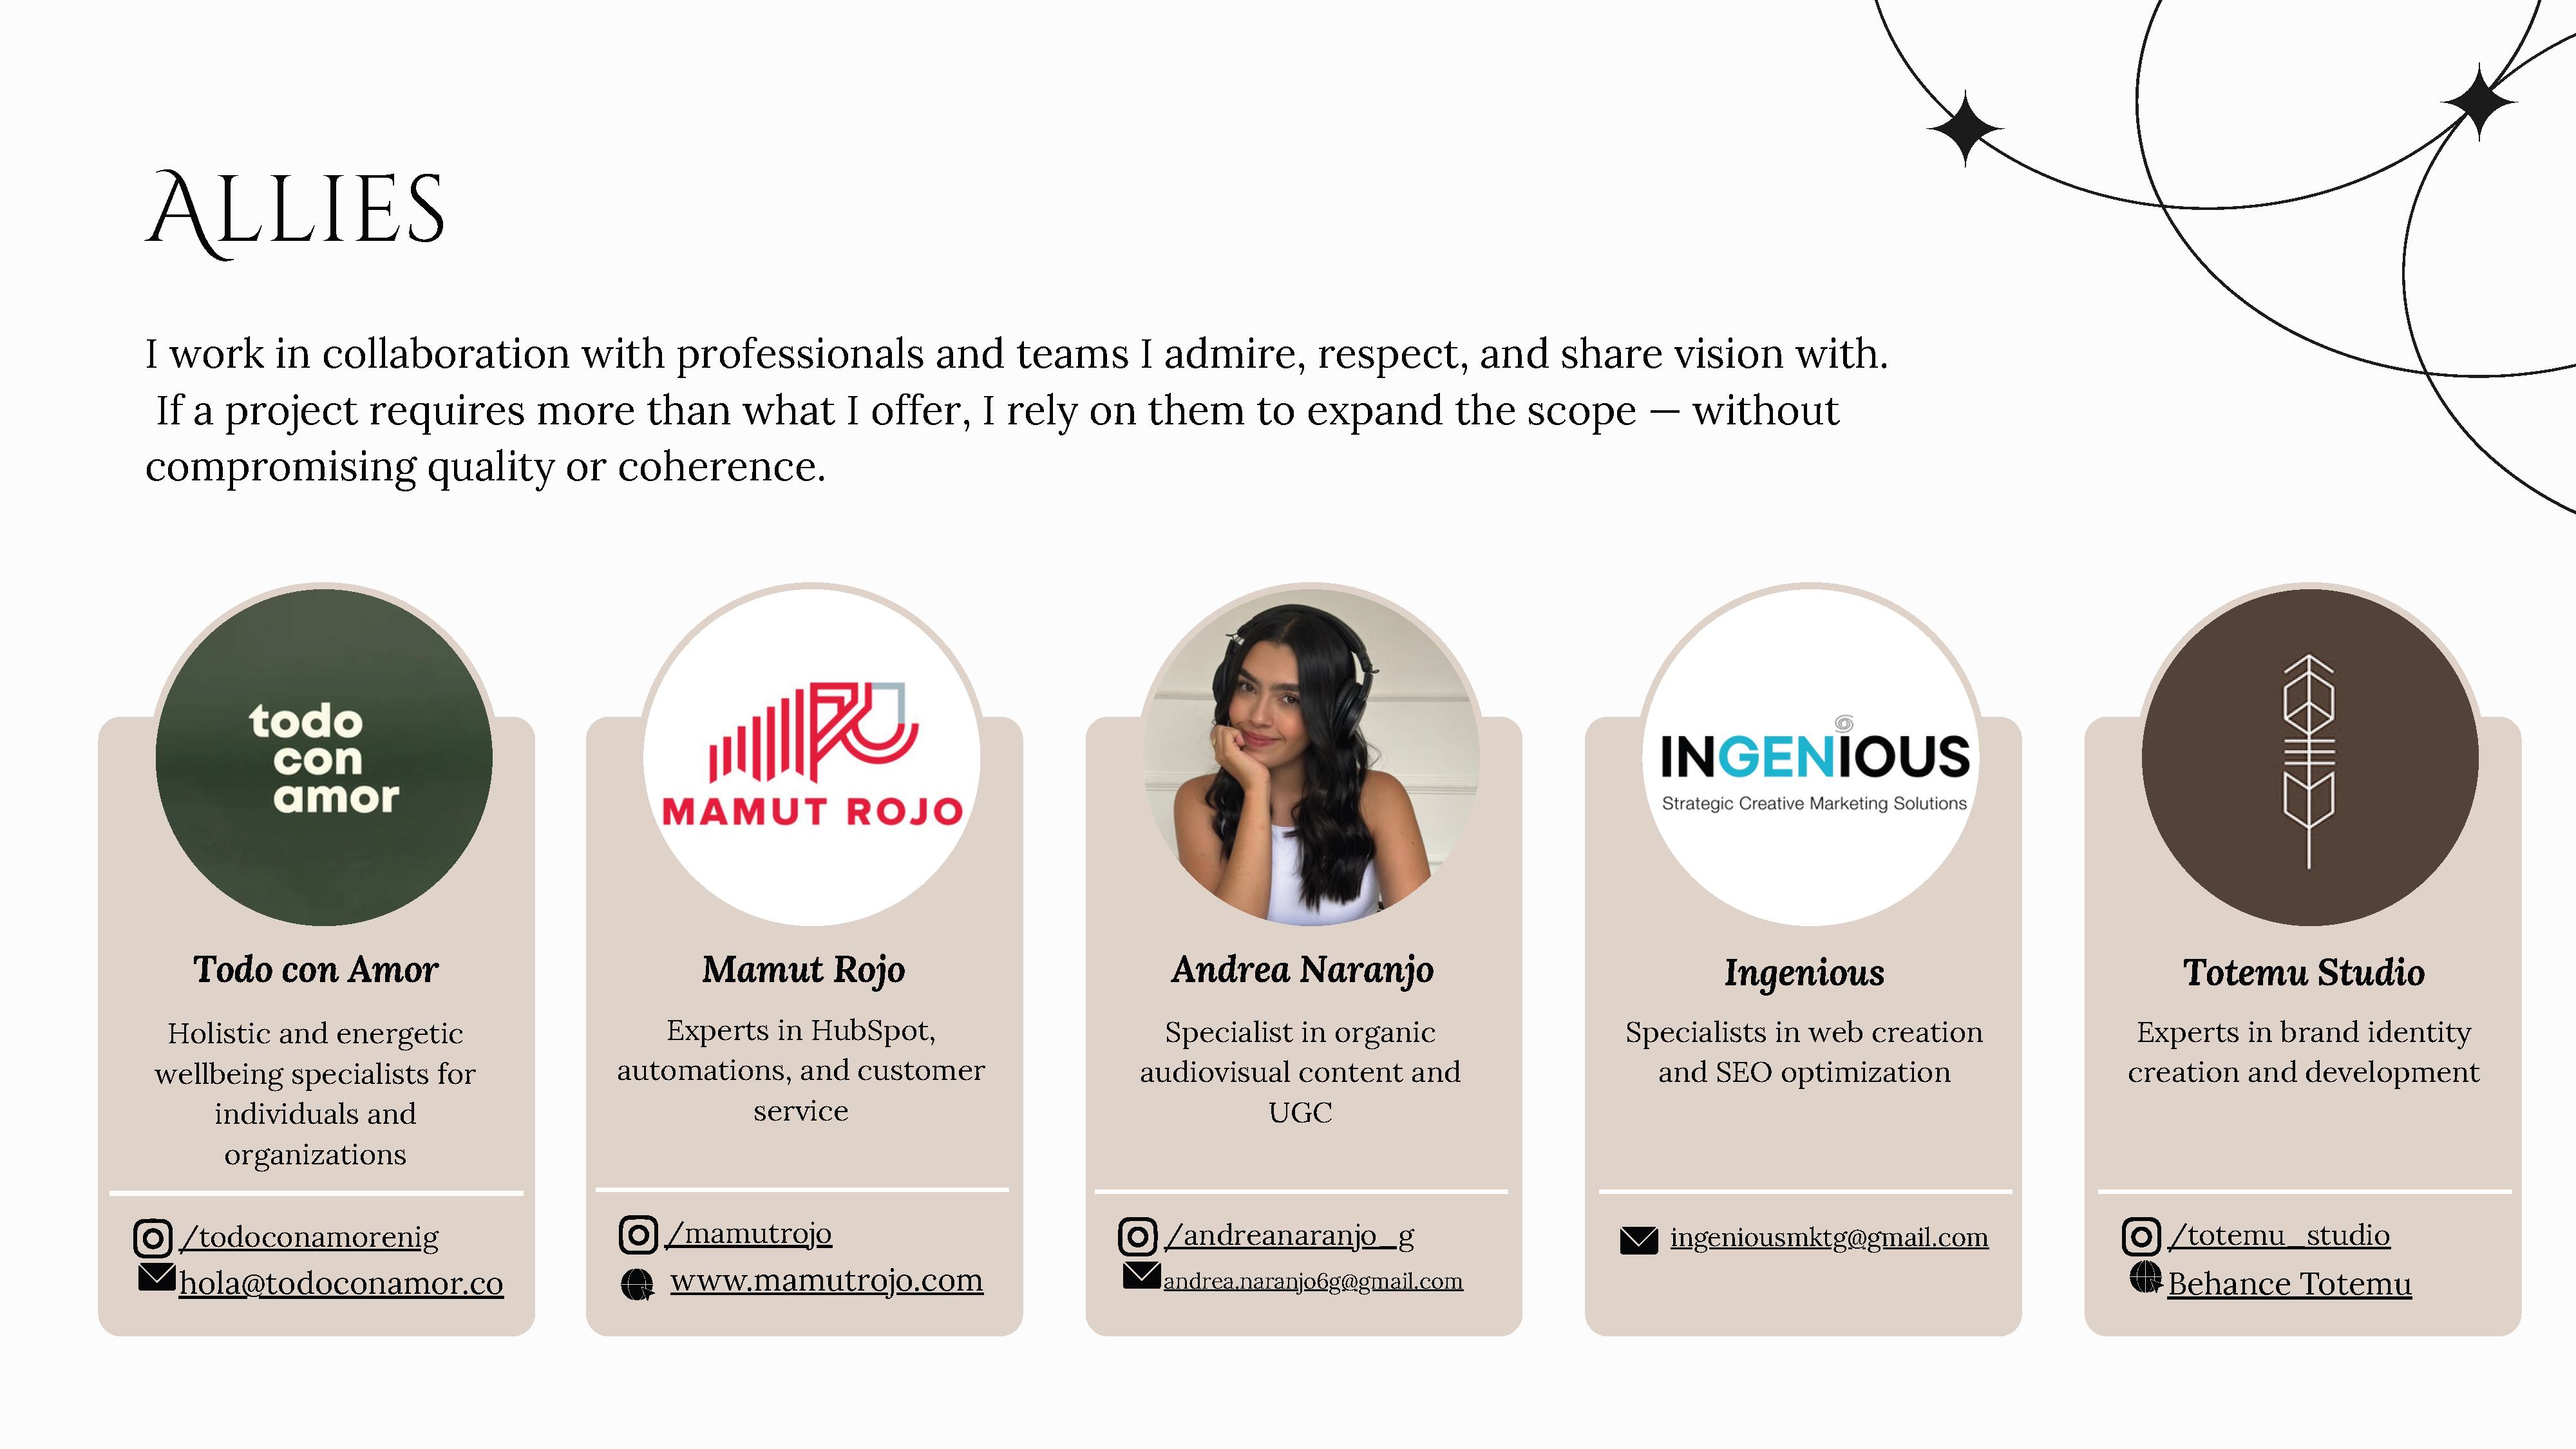 ALLIES
I work in collaboration with professionals and teams I admire, respect, and share vision with.
If a project requires more than what I offer, I rely on them to expand the scope — without
compromising quality or coherence.
todo
con
amor
Todo con Amor
Holistic and energetic
wellbeing specialists for
individuals and
organizations
/todoconamorenig
hola@todoconamor.co
MAMUT ROJO
Mamut Rojo
Experts in HubSpot,
automations, and customer
service
/mamutrojo
www.mamutrojo.com
Andrea Naranjo
Specialist in organic
audiovisual content and
UGC
/andreanaranjo_g
andrea.naranjo6g@gmail.com
INGENIOUS
Strategic Creative Marketing Solutions
Ingenious
Specialists in web creation
and SEO optimization
ingeniousmktg@gmail.com
Totemu Studio
Experts in brand identity
creation and development
/totemu_studio
Behance Totemu